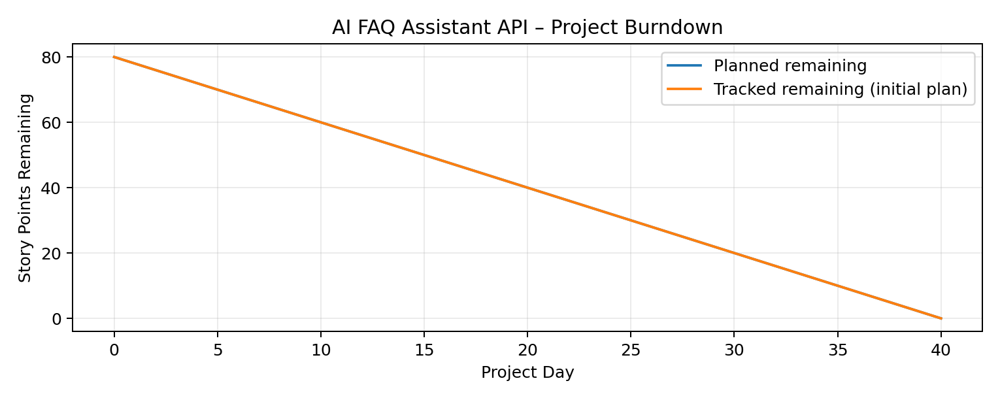 AI FAQ Assistant API – Project Burndown
Planned remaining
Tracked remaining (initial plan)
Story Points Remaining
80
60
40
20
0
0 5 10 15 20 25 30 35 40
Project Day